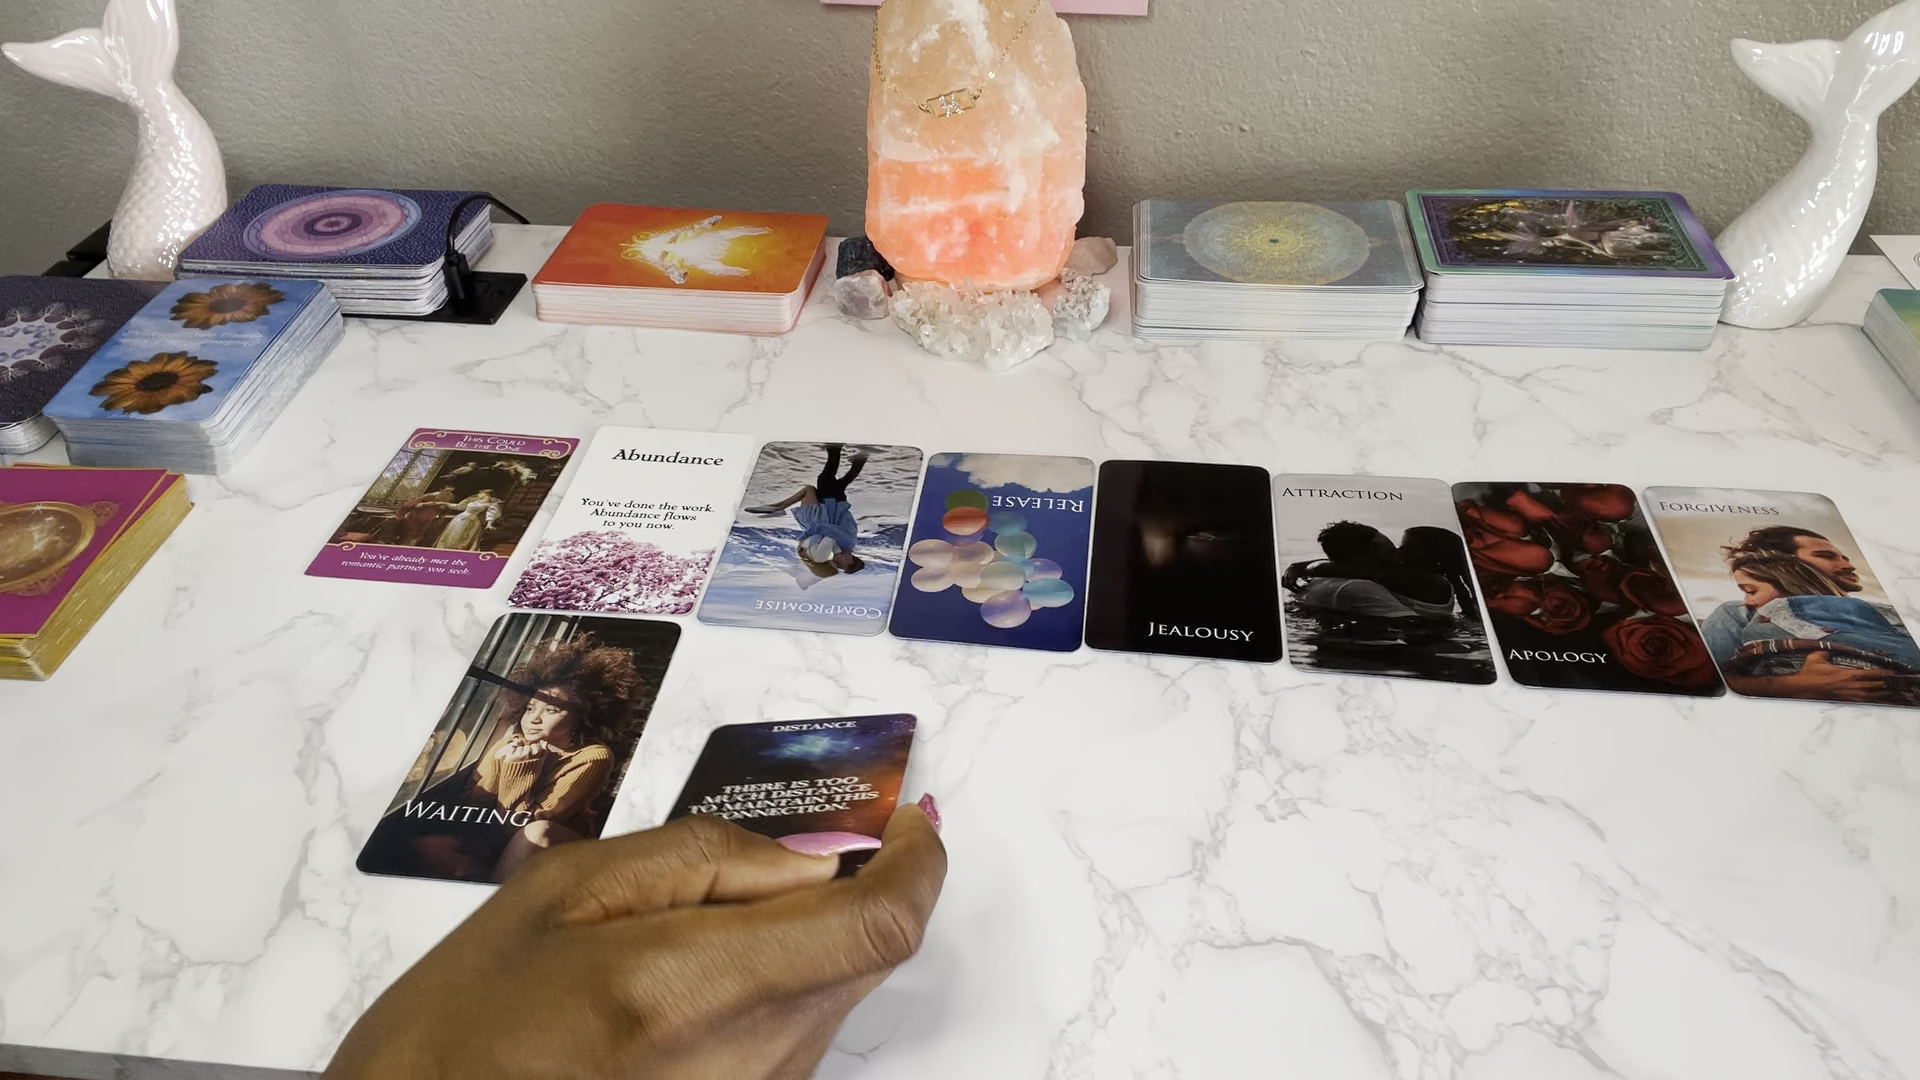 THIS COULD
BE THE ONE
You've already met the
romantic partner you seek.
Abundance
You've done the work.
Abundance flows
to you now.
COMPROMISE
RELEASE
JEALOUSY
ATTRACTION
APOLOGY
FORGIVENESS
WAITING
DISTANCE
THERE IS TOO
MUCH DISTANCE
TO MAINTAIN THIS
CONNECTION.